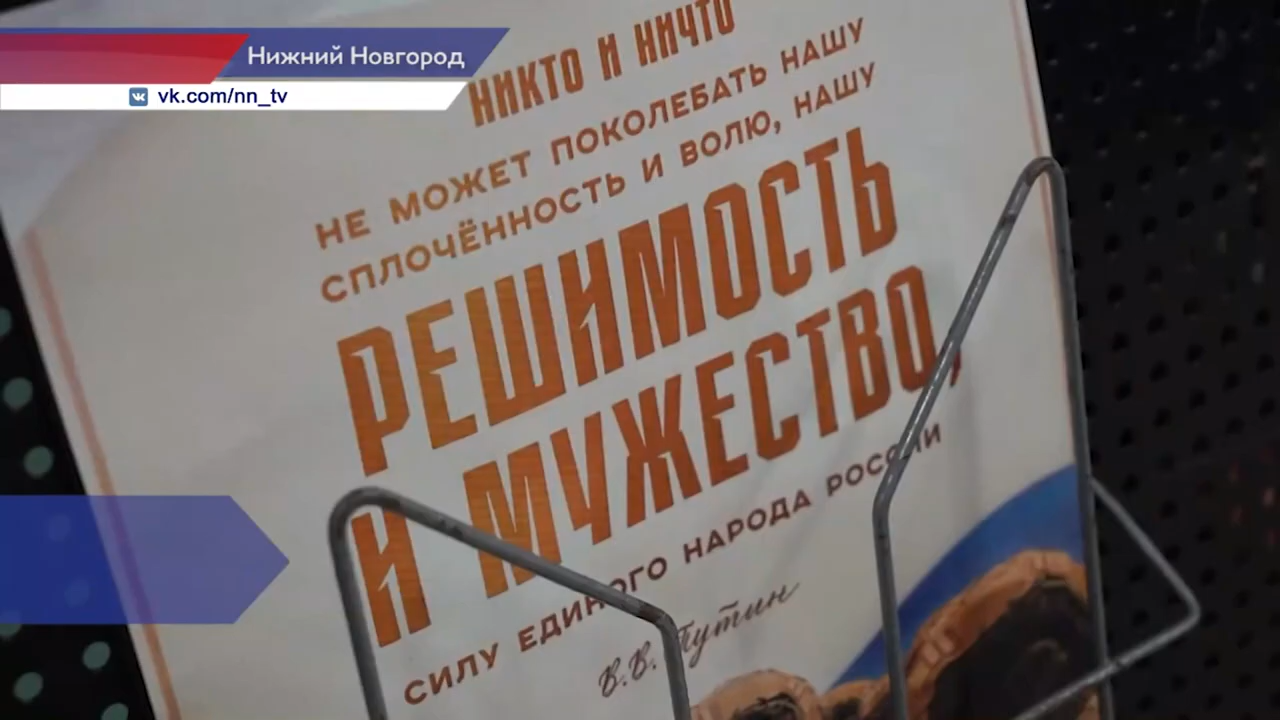 Нижний Новгород
vk.com/nn_tv
НИКТО И НИЧТО
НЕ МОЖЕТ ПОКОЛЕБАТЬ НАШУ
СПЛОЧЁННОСТЬ И ВОЛЮ, НАШУ
РЕШИМОСТЬ
И МУЖЕСТВО,
СИЛУ ЕДИНОГО НАРОДА РОССИИ
В.В. Путин